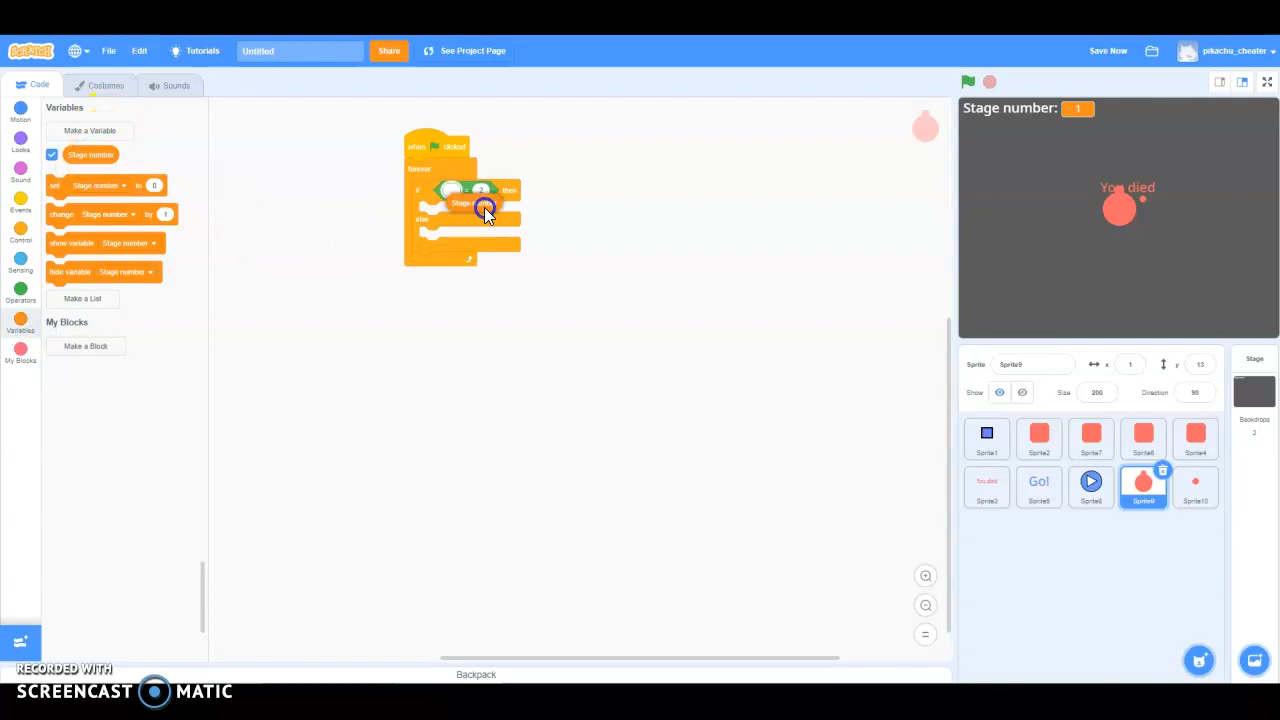 SCRATCH
File
Edit
Tutorials
Untitled
Share
See Project Page
Save Now
pikachu_cheater
Code
Costumes
Sounds
Motion
Looks
Sound
Events
Control
Sensing
Operators
Variables
My Blocks
Variables
Make a Variable
Stage number
set Stage number to 0
change Stage number by 1
show variable Stage number
hide variable Stage number
Make a List
My Blocks
Make a Block
when clicked
forever
if = 2 then
Stage
else
Stage number: 1
You died
Sprite Sprite9 x 1 y 13
Show Size 200 Direction 90
Sprite1
Sprite2
Sprite7
Sprite6
Sprite4
You died
Sprite3
Go!
Sprite5
Sprite8
Sprite9
Sprite10
Stage
Backdrops
2
Backpack
RECORDED WITH
SCREENCAST MATIC